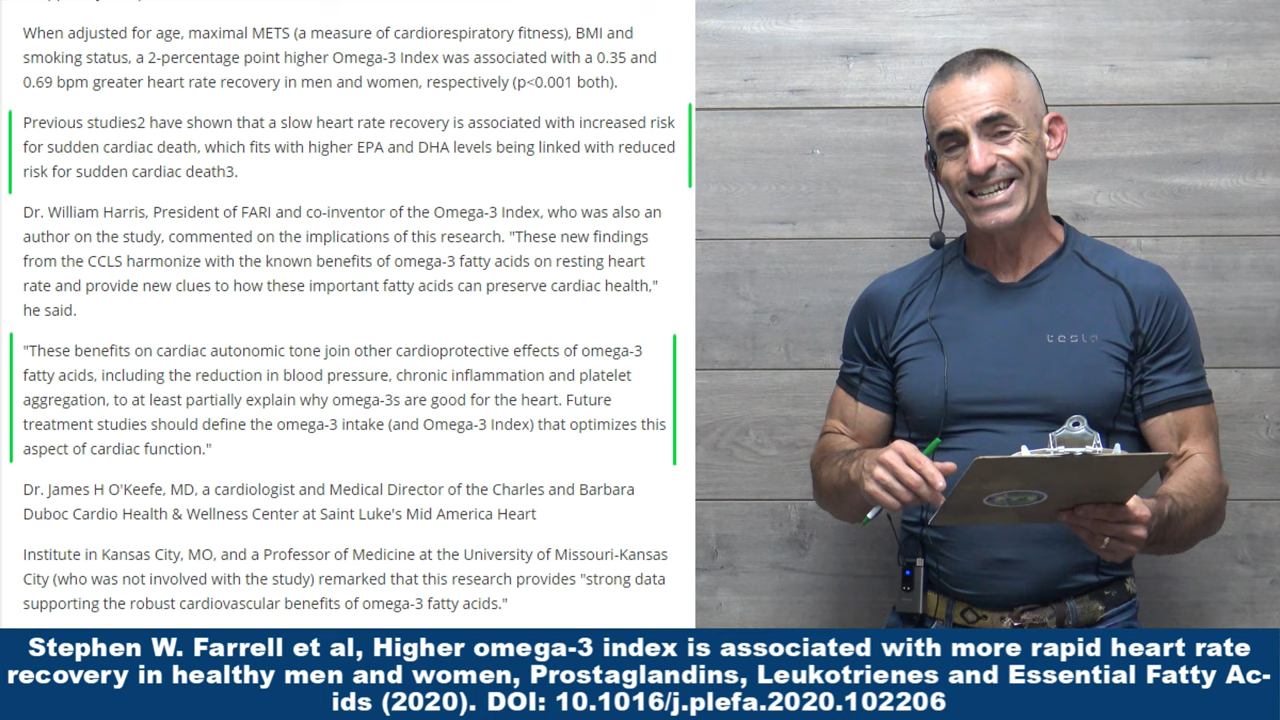 When adjusted for age, maximal METS (a measure of cardiorespiratory fitness), BMI and
smoking status, a 2-percentage point higher Omega-3 Index was associated with a 0.35 and
0.69 bpm greater heart rate recovery in men and women, respectively (p<0.001 both).
Previous studies2 have shown that a slow heart rate recovery is associated with increased risk
for sudden cardiac death, which fits with higher EPA and DHA levels being linked with reduced
risk for sudden cardiac death3.
Dr. William Harris, President of FARI and co-inventor of the Omega-3 Index, who was also an
author on the study, commented on the implications of this research. "These new findings
from the CCLS harmonize with the known benefits of omega-3 fatty acids on resting heart
rate and provide new clues to how these important fatty acids can preserve cardiac health,"
he said.
"These benefits on cardiac autonomic tone join other cardioprotective effects of omega-3
fatty acids, including the reduction in blood pressure, chronic inflammation and platelet
aggregation, to at least partially explain why omega-3s are good for the heart. Future
treatment studies should define the omega-3 intake (and Omega-3 Index) that optimizes this
aspect of cardiac function."
Dr. James H O'Keefe, MD, a cardiologist and Medical Director of the Charles and Barbara
Duboc Cardio Health & Wellness Center at Saint Luke's Mid America Heart
Institute in Kansas City, MO, and a Professor of Medicine at the University of Missouri-Kansas
City (who was not involved with the study) remarked that this research provides "strong data
supporting the robust cardiovascular benefits of omega-3 fatty acids."
tesla
Stephen W. Farrell et al, Higher omega-3 index is associated with more rapid heart rate
recovery in healthy men and women, Prostaglandins, Leukotrienes and Essential Fatty Ac-
ids (2020). DOI: 10.1016/j.plefa.2020.102206